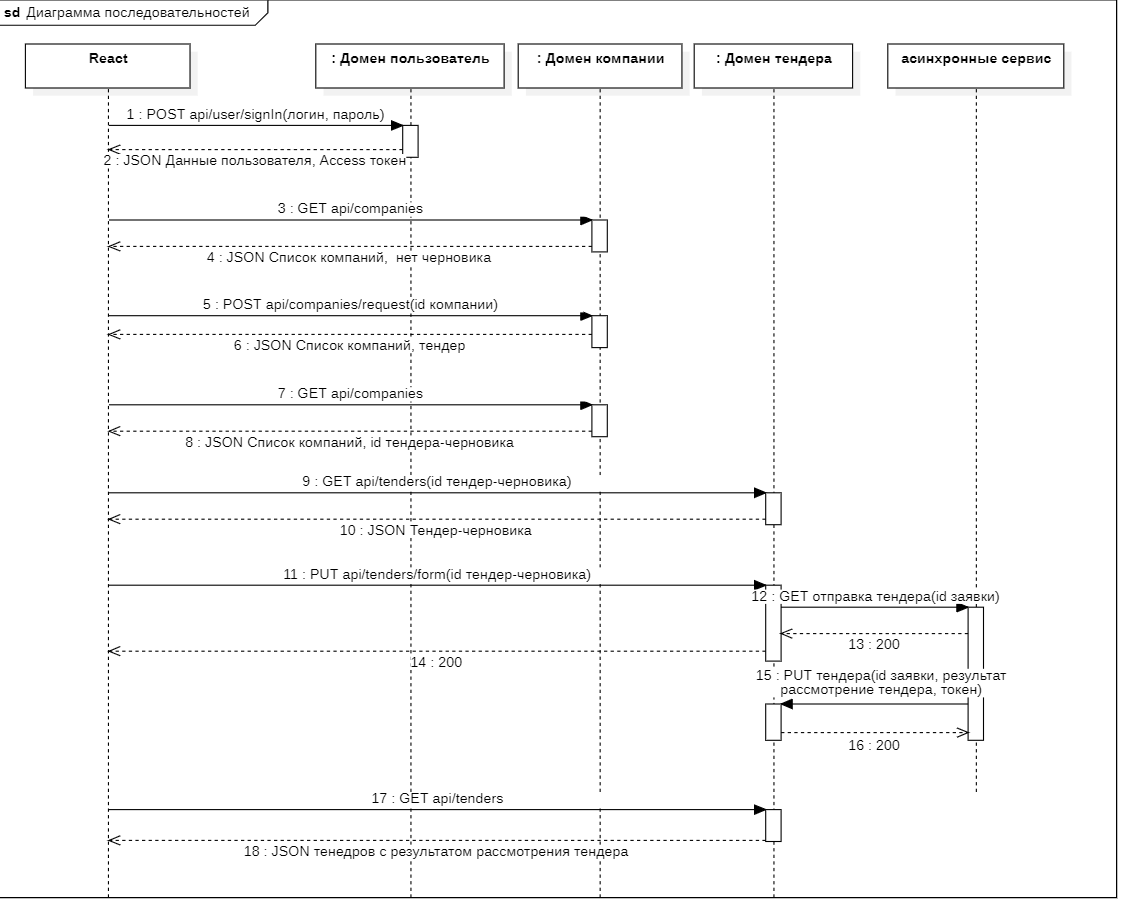 sd Диаграмма последовательностей
React
: Домен пользователь
: Домен компании
: Домен тендера
асинхронные сервис
1 : POST api/user/signIn(логин, пароль)
2 : JSON Данные пользователя, Access токен
3 : GET api/companies
4 : JSON Список компаний,  нет черновика
5 : POST api/companies/request(id компании)
6 : JSON Список компаний, тендер
7 : GET api/companies
8 : JSON Список компаний, id тендера-черновика
9 : GET api/tenders(id тендер-черновика)
10 : JSON Тендер-черновика
11 : PUT api/tenders/form(id тендер-черновика)
12 : GET отправка тендера(id заявки)
13 : 200
14 : 200
15 : PUT тендера(id заявки, результат
рассмотрение тендера, токен)
16 : 200
17 : GET api/tenders
18 : JSON тенедров с результатом рассмотрения тендера